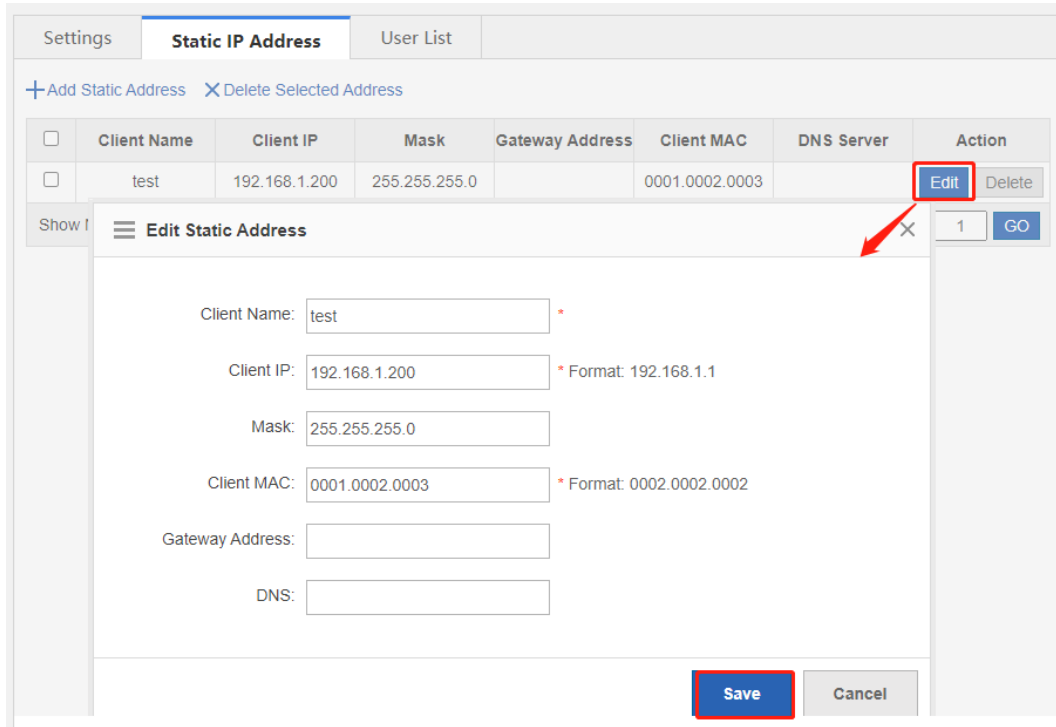 Settings Static IP Address User List
+Add Static Address X Delete Selected Address
Client Name Client IP Mask Gateway Address Client MAC DNS Server Action
test 192.168.1.200 255.255.255.0 0001.0002.0003 Edit Delete
Show 1 GO
Edit Static Address
Client Name: test *
Client IP: 192.168.1.200 * Format: 192.168.1.1
Mask: 255.255.255.0
Client MAC: 0001.0002.0003 * Format: 0002.0002.0002
Gateway Address:
DNS:
Save Cancel